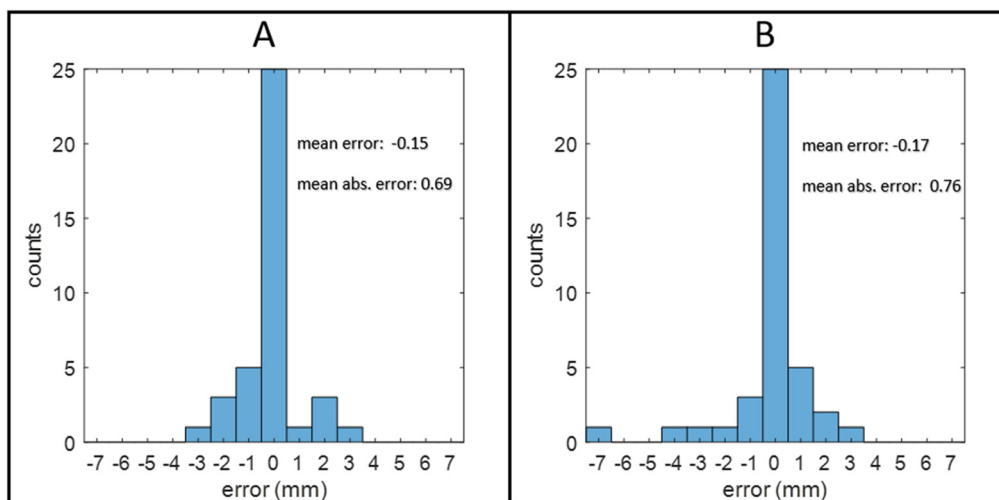 A
25
20
15
10
5
0
counts
mean error: -0.15
mean abs. error: 0.69
-7 -6 -5 -4 -3 -2 -1 0 1 2 3 4 5 6 7
error (mm)
B
25
20
15
10
5
0
counts
mean error: -0.17
mean abs. error: 0.76
-7 -6 -5 -4 -3 -2 -1 0 1 2 3 4 5 6 7
error (mm)